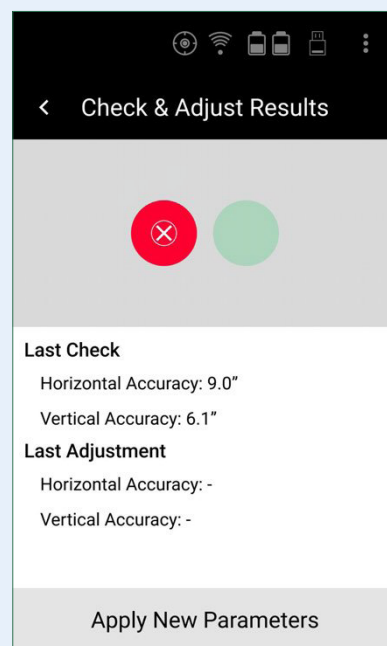 Check & Adjust Results
Last Check
Horizontal Accuracy: 9.0”
Vertical Accuracy: 6.1”
Last Adjustment
Horizontal Accuracy: -
Vertical Accuracy: -
Apply New Parameters